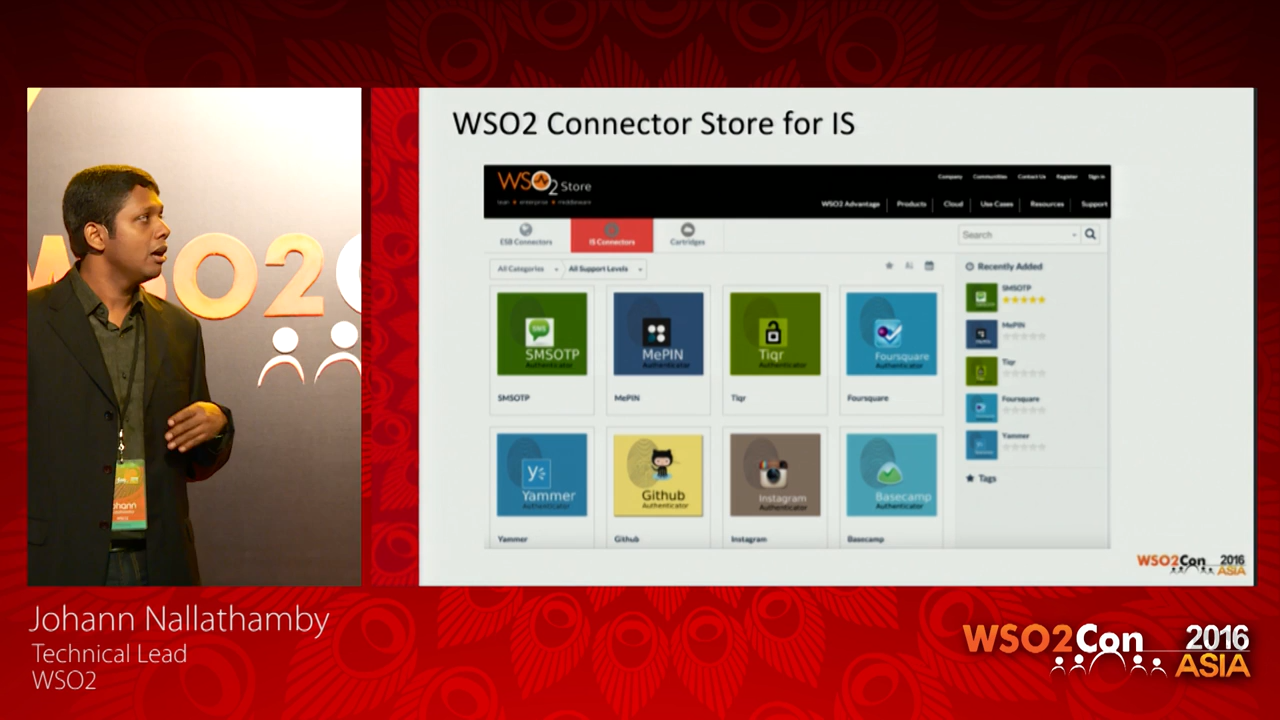 WSO2 Connector Store for IS
WSO2 Store
lean • enterprise • middleware
Company Communities Contact Us Register Sign in
WSO2 Advantage Products Cloud Use Cases Resources Support
ESB Connectors IS Connectors Cartridges
Search
All Categories All Support Levels
Recently Added
SMSOTP
Authenticator
SMSOTP
MePIN
Authenticator
MePIN
Tiqr
Authenticator
Tiqr
Foursquare
Authenticator
Foursquare
Yammer
Authenticator
Yammer
Github
Authenticator
Github
Instagram
Authenticator
Instagram
Basecamp
Authenticator
Basecamp
SMSOTP
MePIN
Tiqr
Foursquare
Yammer
Tags
WSO2Con 2016
ASIA
WSO2C
Johann Nallathamby
Technical Lead
WSO2
WSO2Con 2016
ASIA